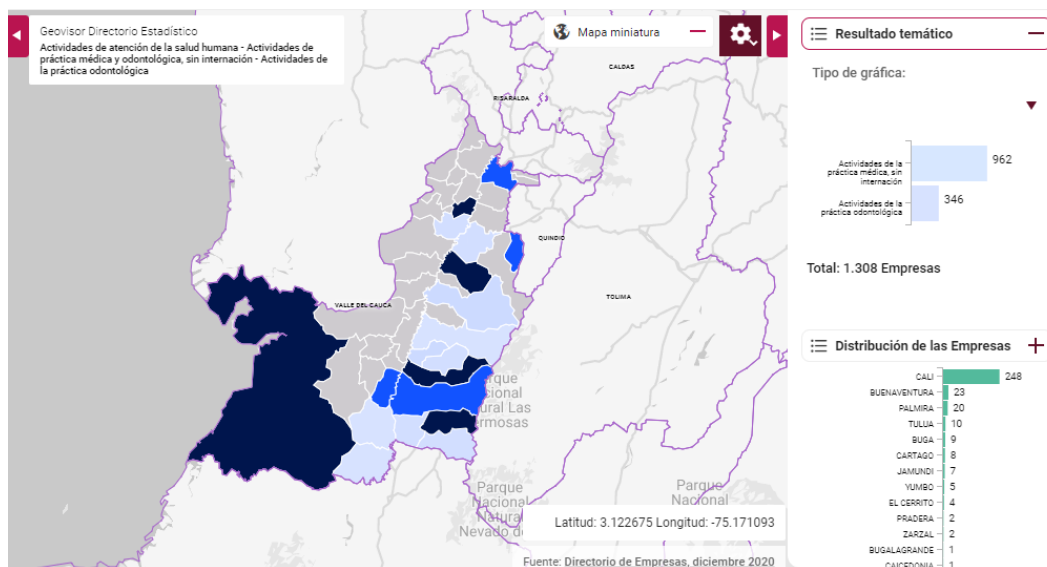 Geovisor Directorio Estadístico
Actividades de atención de la salud humana - Actividades de
práctica médica y odontológica, sin internación - Actividades de
la práctica odontológica
Mapa miniatura
CALDAS
RISARALDA
QUINDIO
VALLE DEL CAUCA
TOLIMA
Parque
Nacional
Natural Las
Hermosas
Parque
Nacional
Natural
Nevado de
Parque
Nacional
Latitud: 3.122675 Longitud: -75.171093
Fuente: Directorio de Empresas, diciembre 2020
Resultado temático
Tipo de gráfica:
Actividades de la
práctica médica, sin
internación
962
Actividades de la
práctica odontológica
346
Total: 1.308 Empresas
Distribución de las Empresas
CALI 248
BUENAVENTURA 23
PALMIRA 20
TULUA 10
BUGA 9
CARTAGO 8
JAMUNDI 7
YUMBO 5
EL CERRITO 4
PRADERA 2
ZARZAL 2
BUGALAGRANDE 1
CAICEDONIA 1